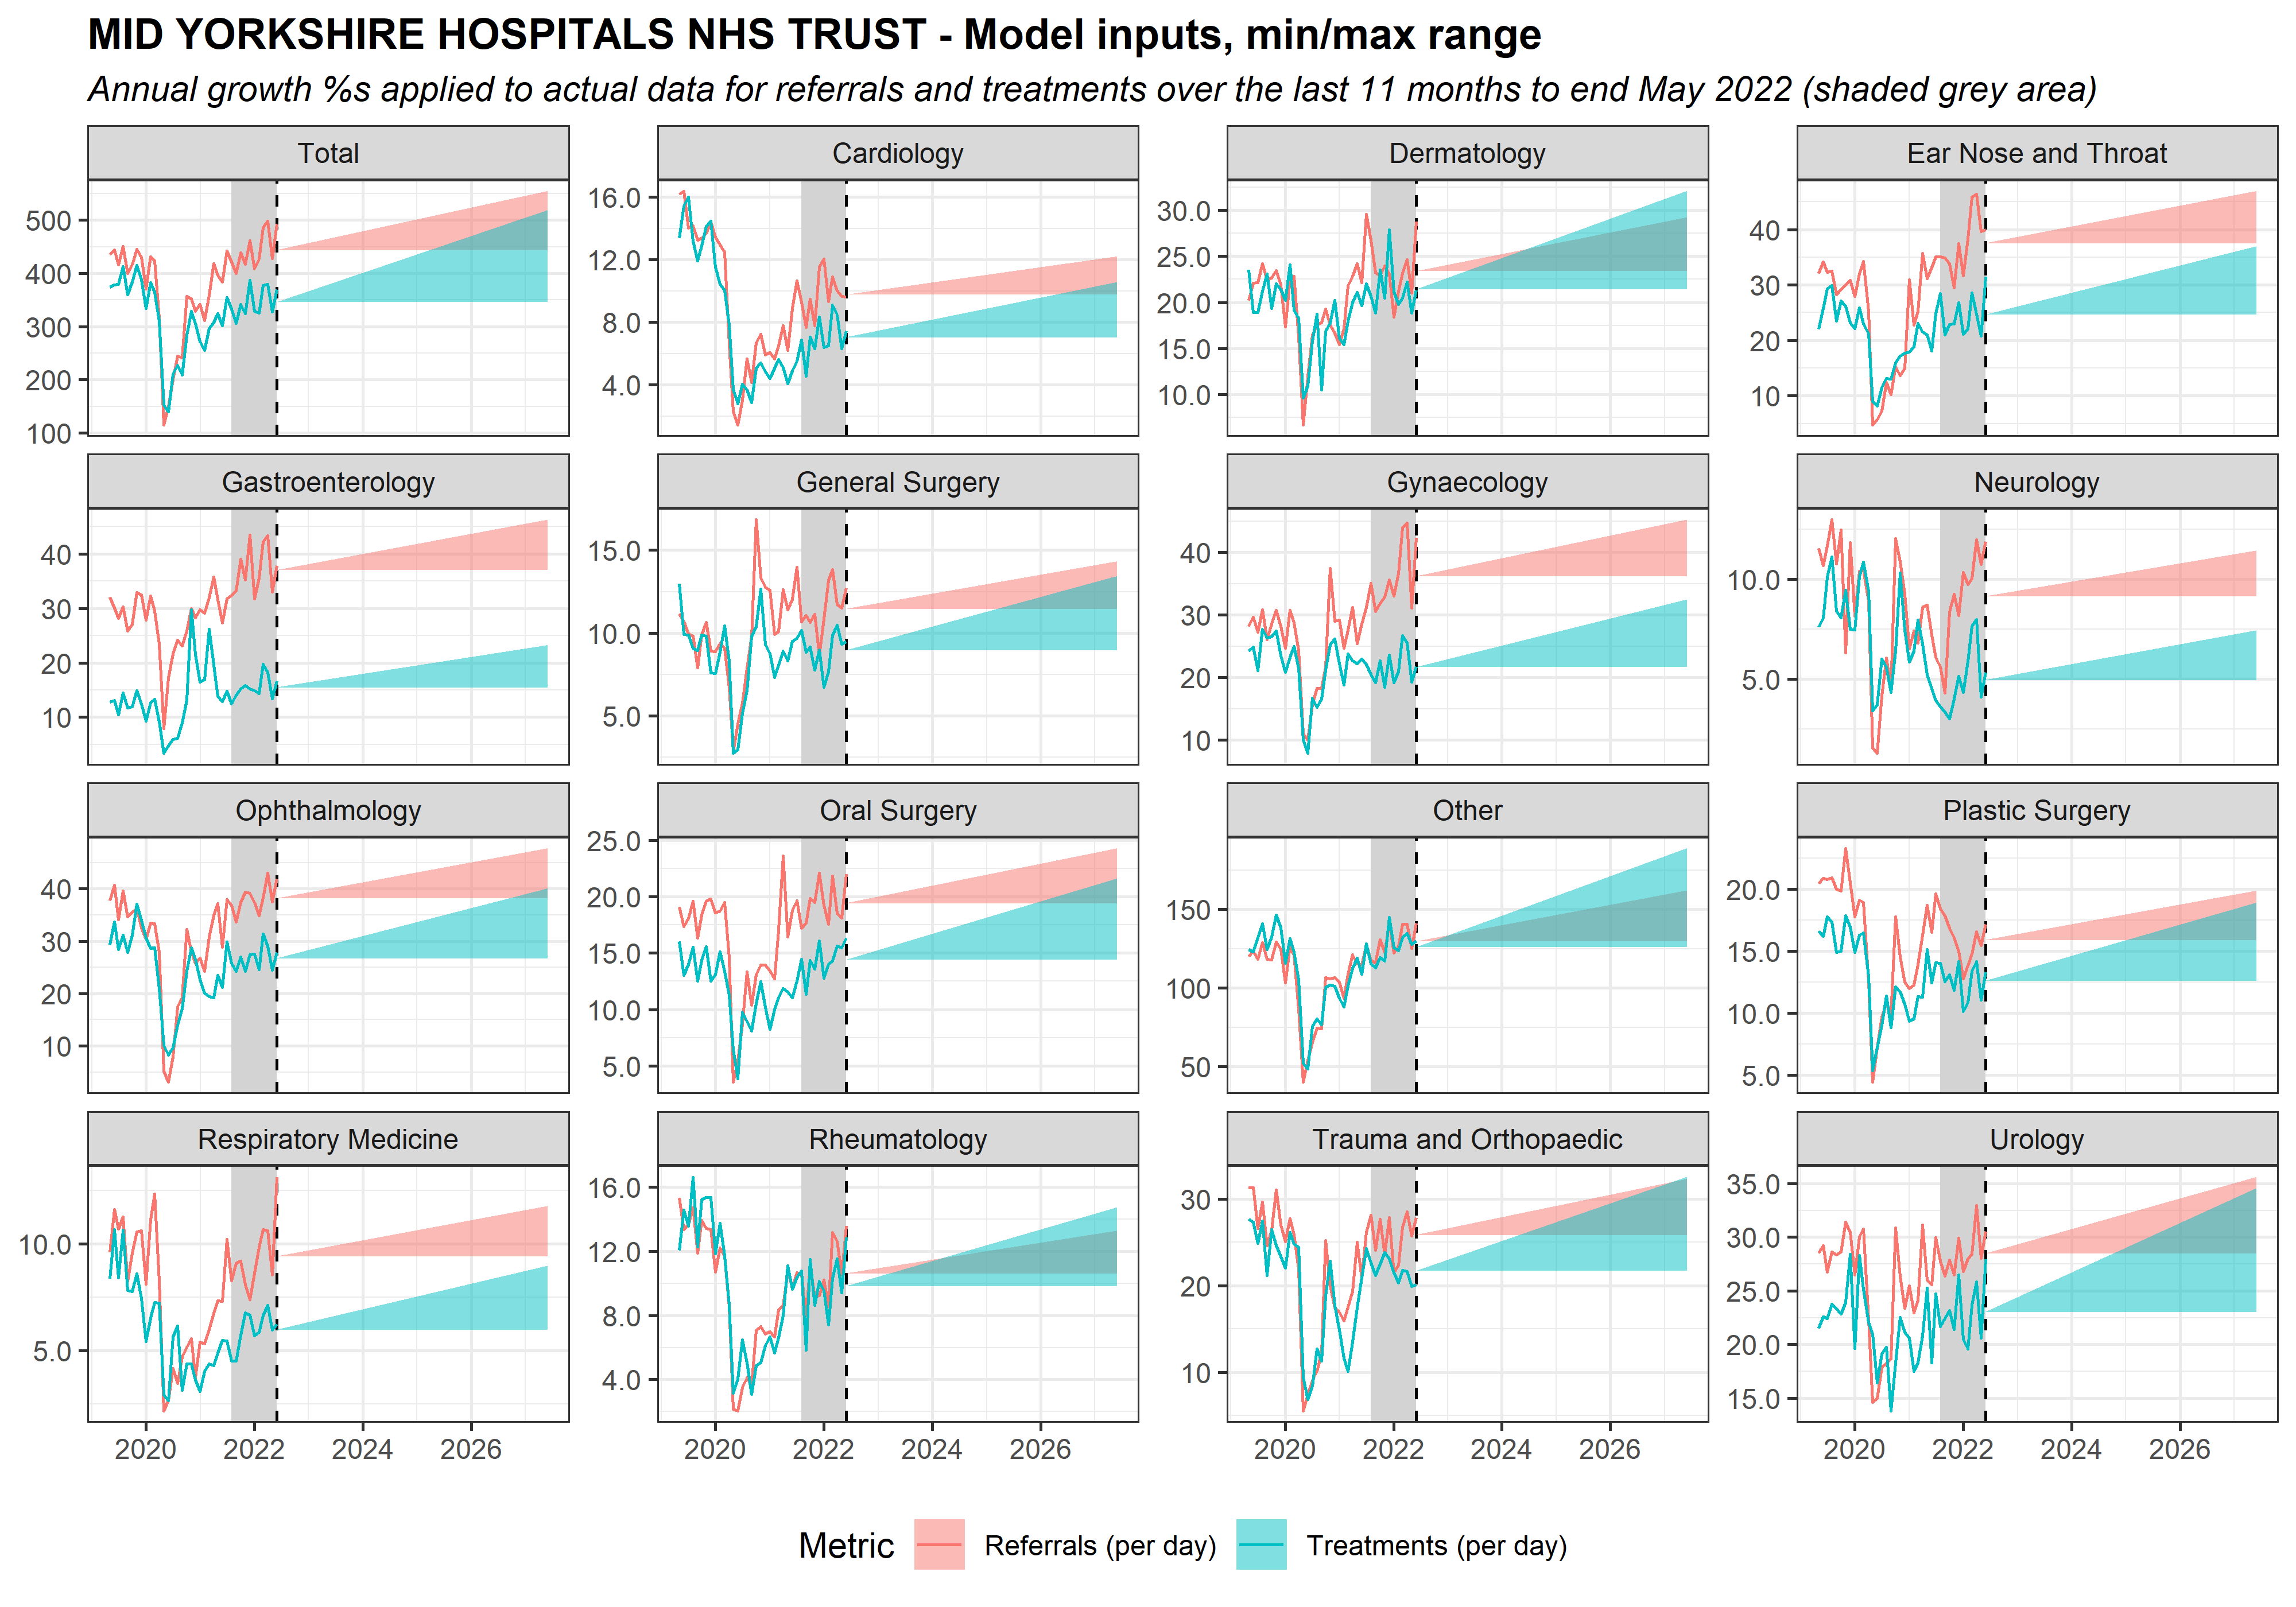 MID YORKSHIRE HOSPITALS NHS TRUST - Model inputs, min/max range
Annual growth %s applied to actual data for referrals and treatments over the last 11 months to end May 2022 (shaded grey area)
Total
Cardiology
Dermatology
Ear Nose and Throat
500
400
300
200
100
16.0
12.0
8.0
4.0
30.0
25.0
20.0
15.0
10.0
40
30
20
10
Gastroenterology
General Surgery
Gynaecology
Neurology
40
30
20
10
15.0
10.0
5.0
40
30
20
10
10.0
5.0
Ophthalmology
Oral Surgery
Other
Plastic Surgery
40
30
20
10
25.0
20.0
15.0
10.0
5.0
150
100
50
20.0
15.0
10.0
5.0
Respiratory Medicine
Rheumatology
Trauma and Orthopaedic
Urology
10.0
5.0
16.0
12.0
8.0
4.0
30
20
10
35.0
30.0
25.0
20.0
15.0
2020 2022 2024 2026
2020 2022 2024 2026
2020 2022 2024 2026
2020 2022 2024 2026
Metric Referrals (per day) Treatments (per day)